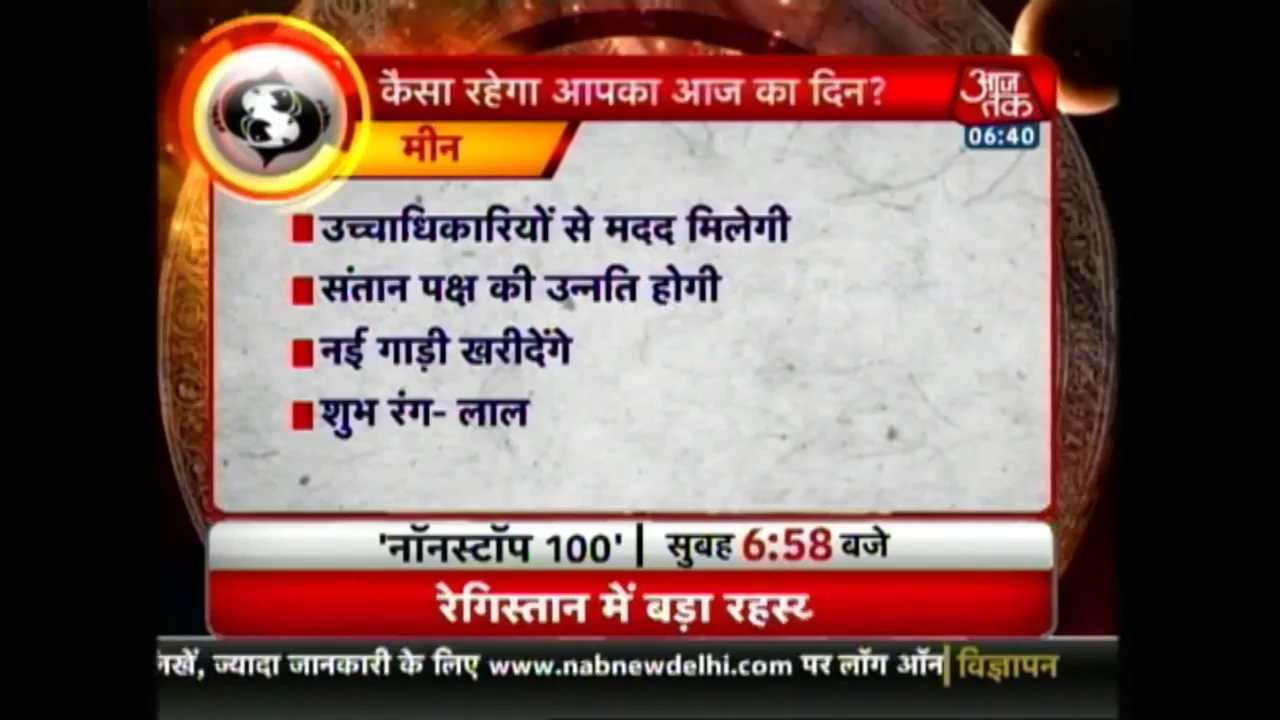 कैसा रहेगा आपका आज का दिन?
आज
तक
06:40
मीन
उच्चाधिकारियों से मदद मिलेगी
संतान पक्ष की उन्नति होगी
नई गाड़ी खरीदेंगे
शुभ रंग- लाल
'नॉनस्टॉप 100' | सुबह 6:58 बजे
रेगिस्तान में बड़ा
ज्यादा जानकारी के लिए www.nabnewdelhi.com पर लॉग ऑन
विज्ञापन